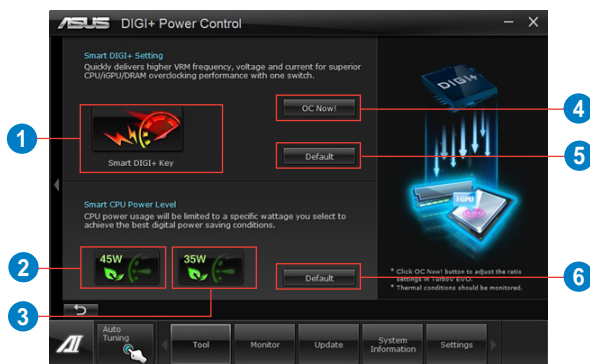 ASUS DIGI+ Power Control
Smart DIGI+ Setting
Quickly delivers higher VRM frequency, voltage and current for superior
CPU/iGPU/DRAM overclocking performance with one switch.
DIGI+
OC Now!
4
1
Default
5
Smart DIGI+ Key
iGPU
Smart CPU Power Level
CPU power usage will be limited to a specific wattage you select to
achieve the best digital power saving conditions.
45W
35W
2
Default
6
* Click OC Now! button to adjust the ratio
settings in TurboV EVO.
* Thermal conditions should be monitored.
3
AI
Auto
Tuning
Tool
Monitor
Update
System
Information
Settings